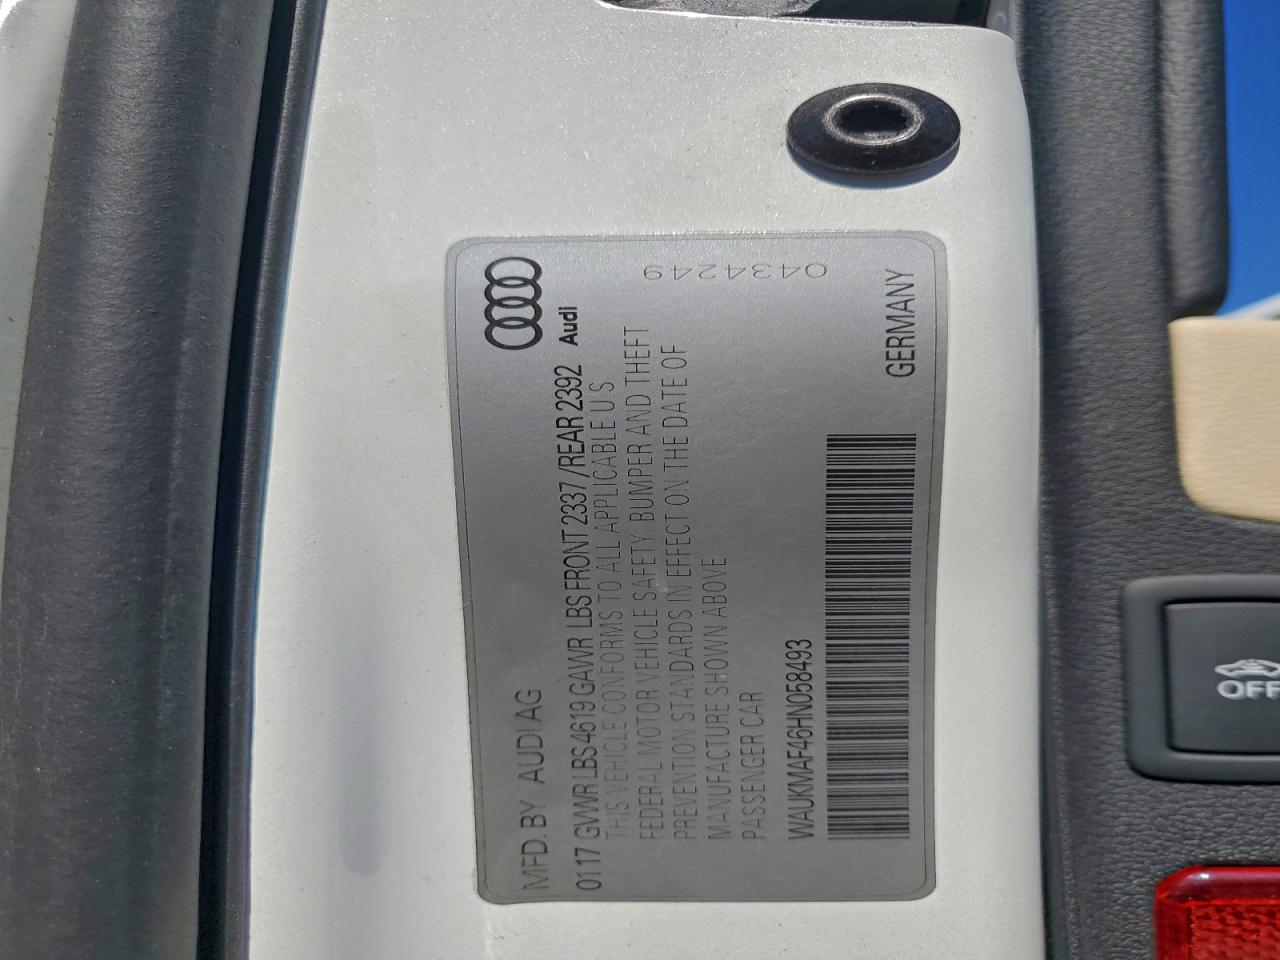 MFD. BY AUDI AG
Audi
01 17 GVWR LBS 4619 GAWR LBS FRONT 2337 /REAR 2392
THIS VEHICLE CONFORMS TO ALL APPLICABLE U S
FEDERAL MOTOR VEHICLE SAFETY BUMPER AND THEFT
PREVENTION STANDARDS IN EFFECT ON THE DATE OF
MANUFACTURE SHOWN ABOVE
PASSENGER CAR
0434249
WAUKMAF46HN058493
GERMANY
OFF